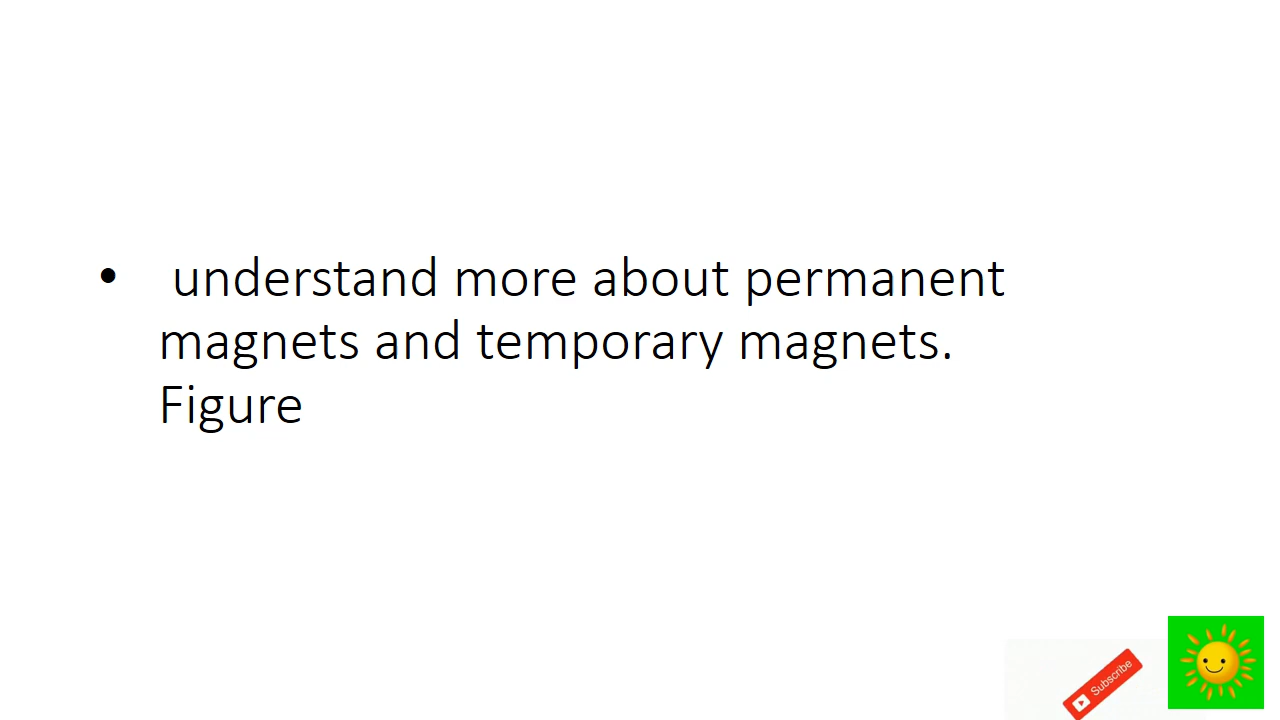 • understand more about permanent
magnets and temporary magnets.
Figure
Subscribe